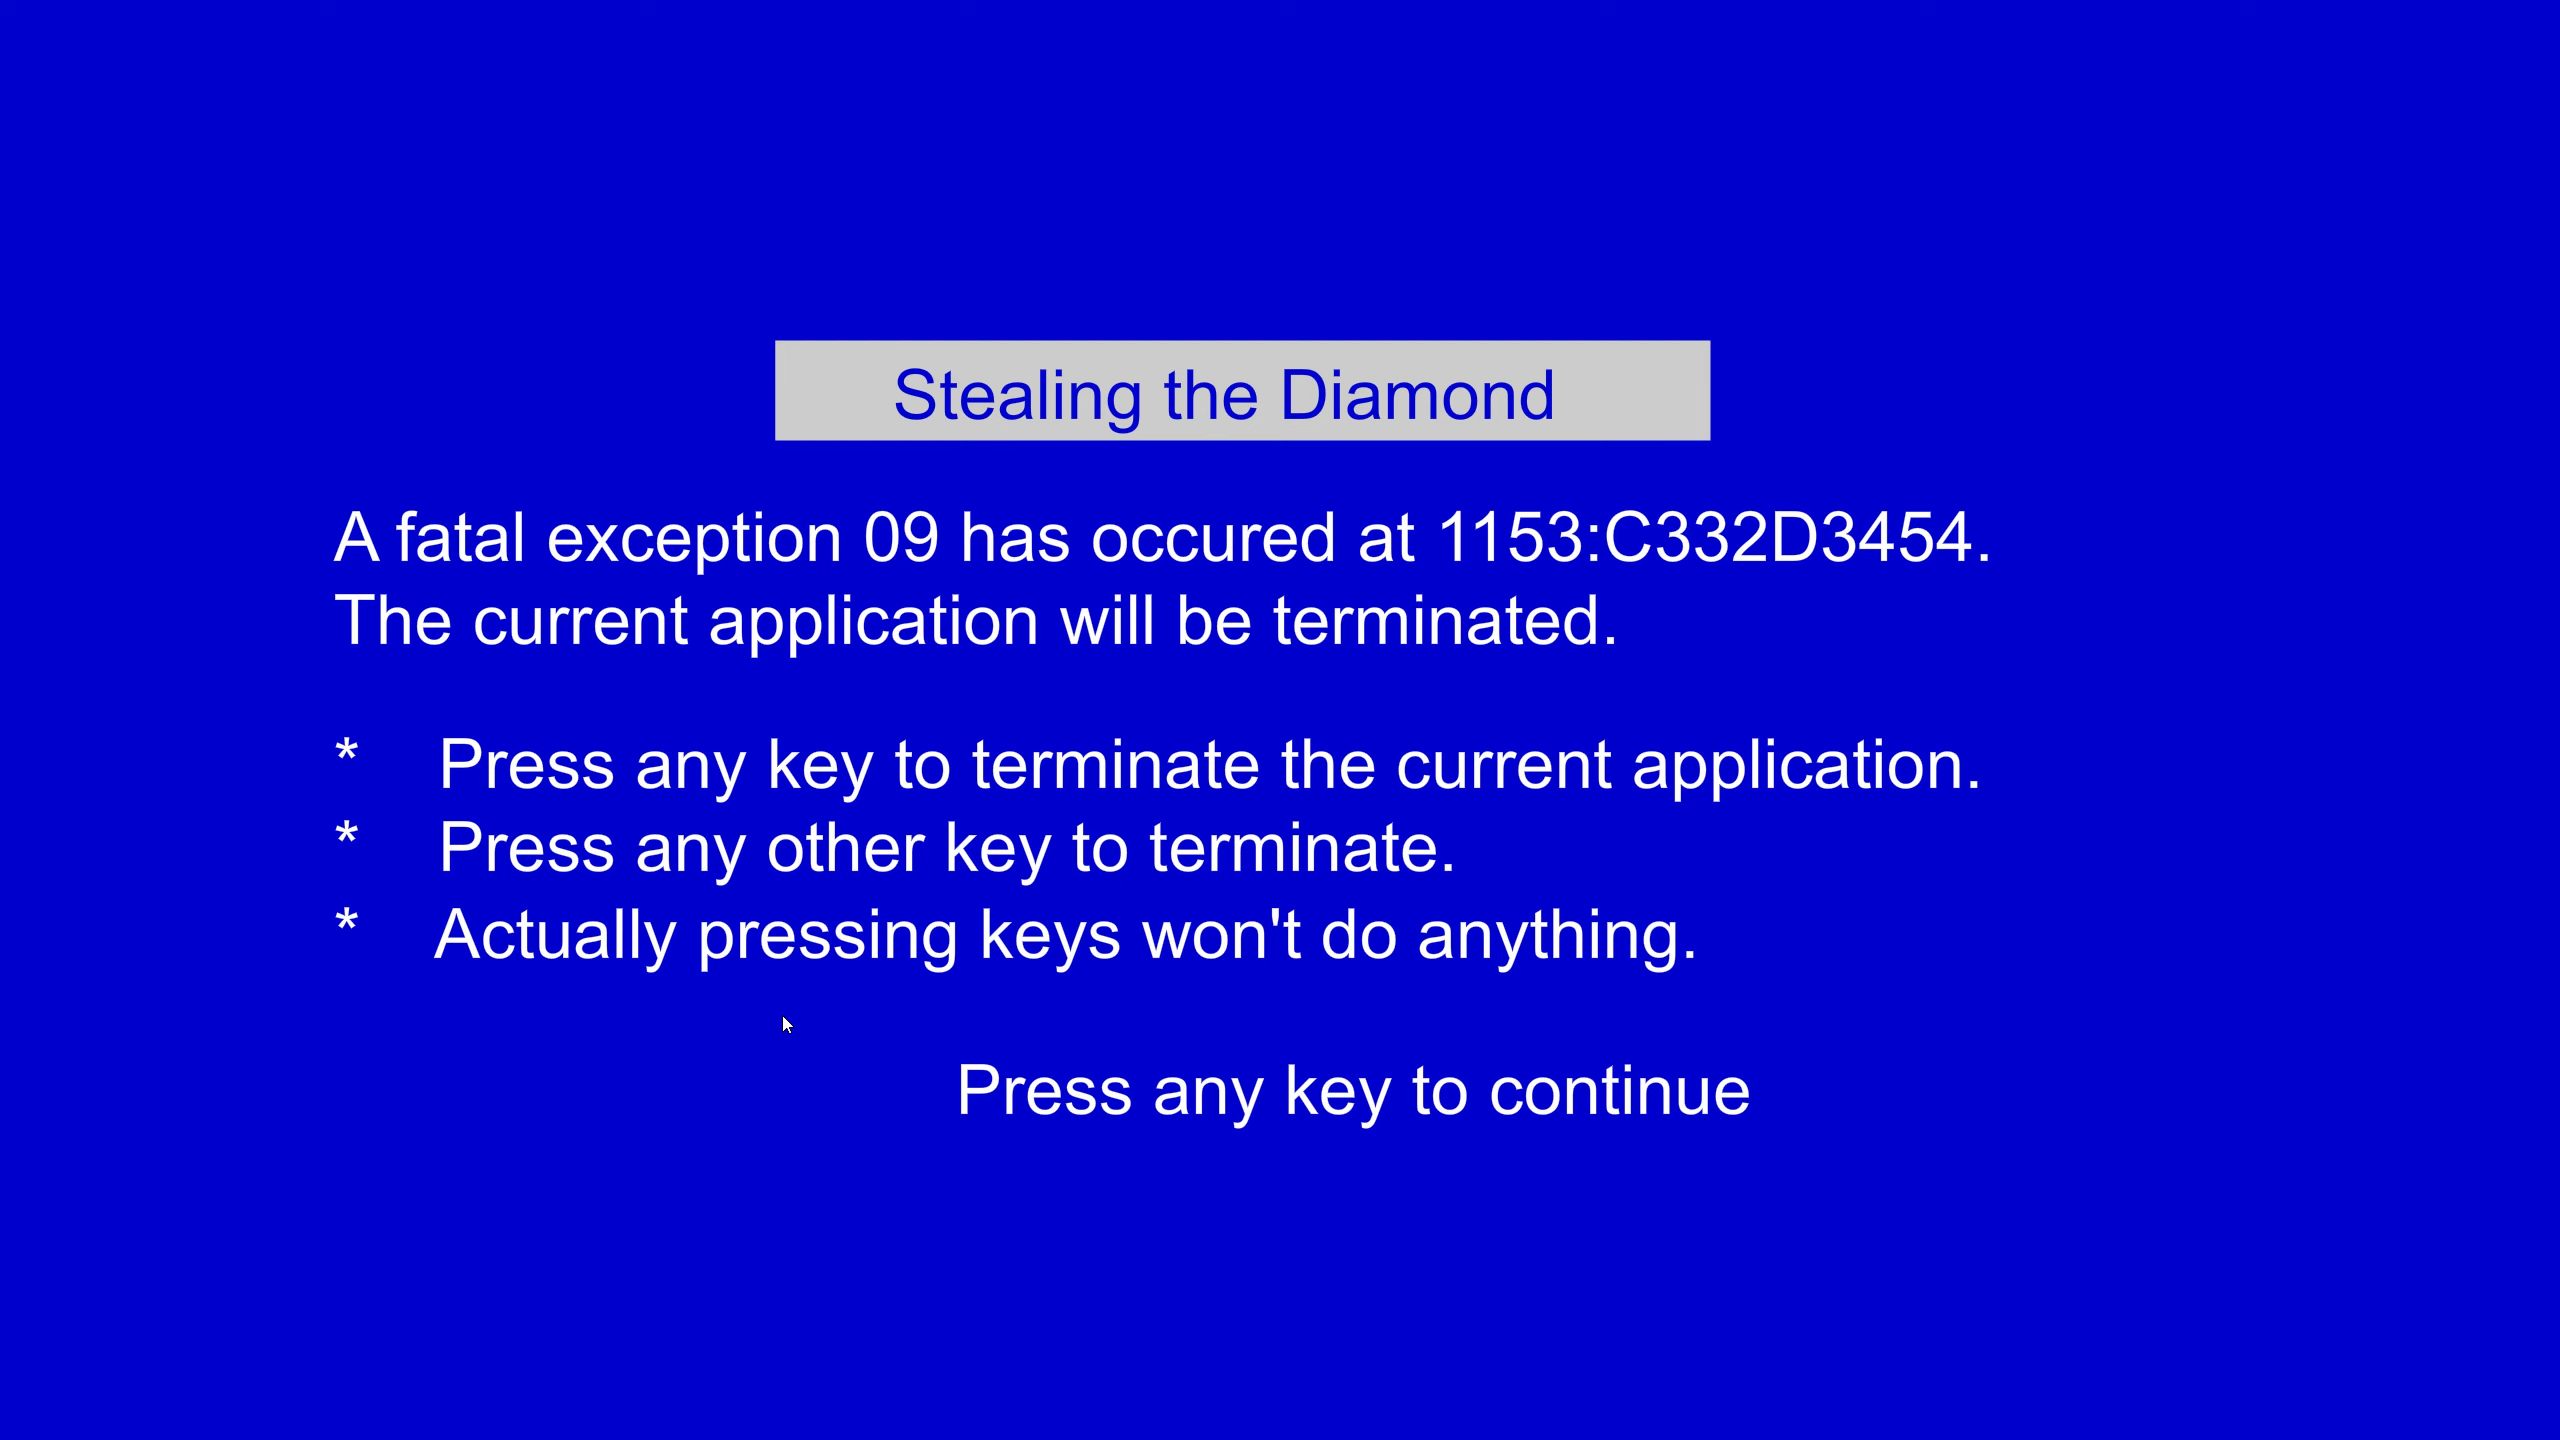 Stealing the Diamond
A fatal exception 09 has occured at 1153:C332D3454.
The current application will be terminated.
* Press any key to terminate the current application.
* Press any other key to terminate.
* Actually pressing keys won't do anything.
Press any key to continue